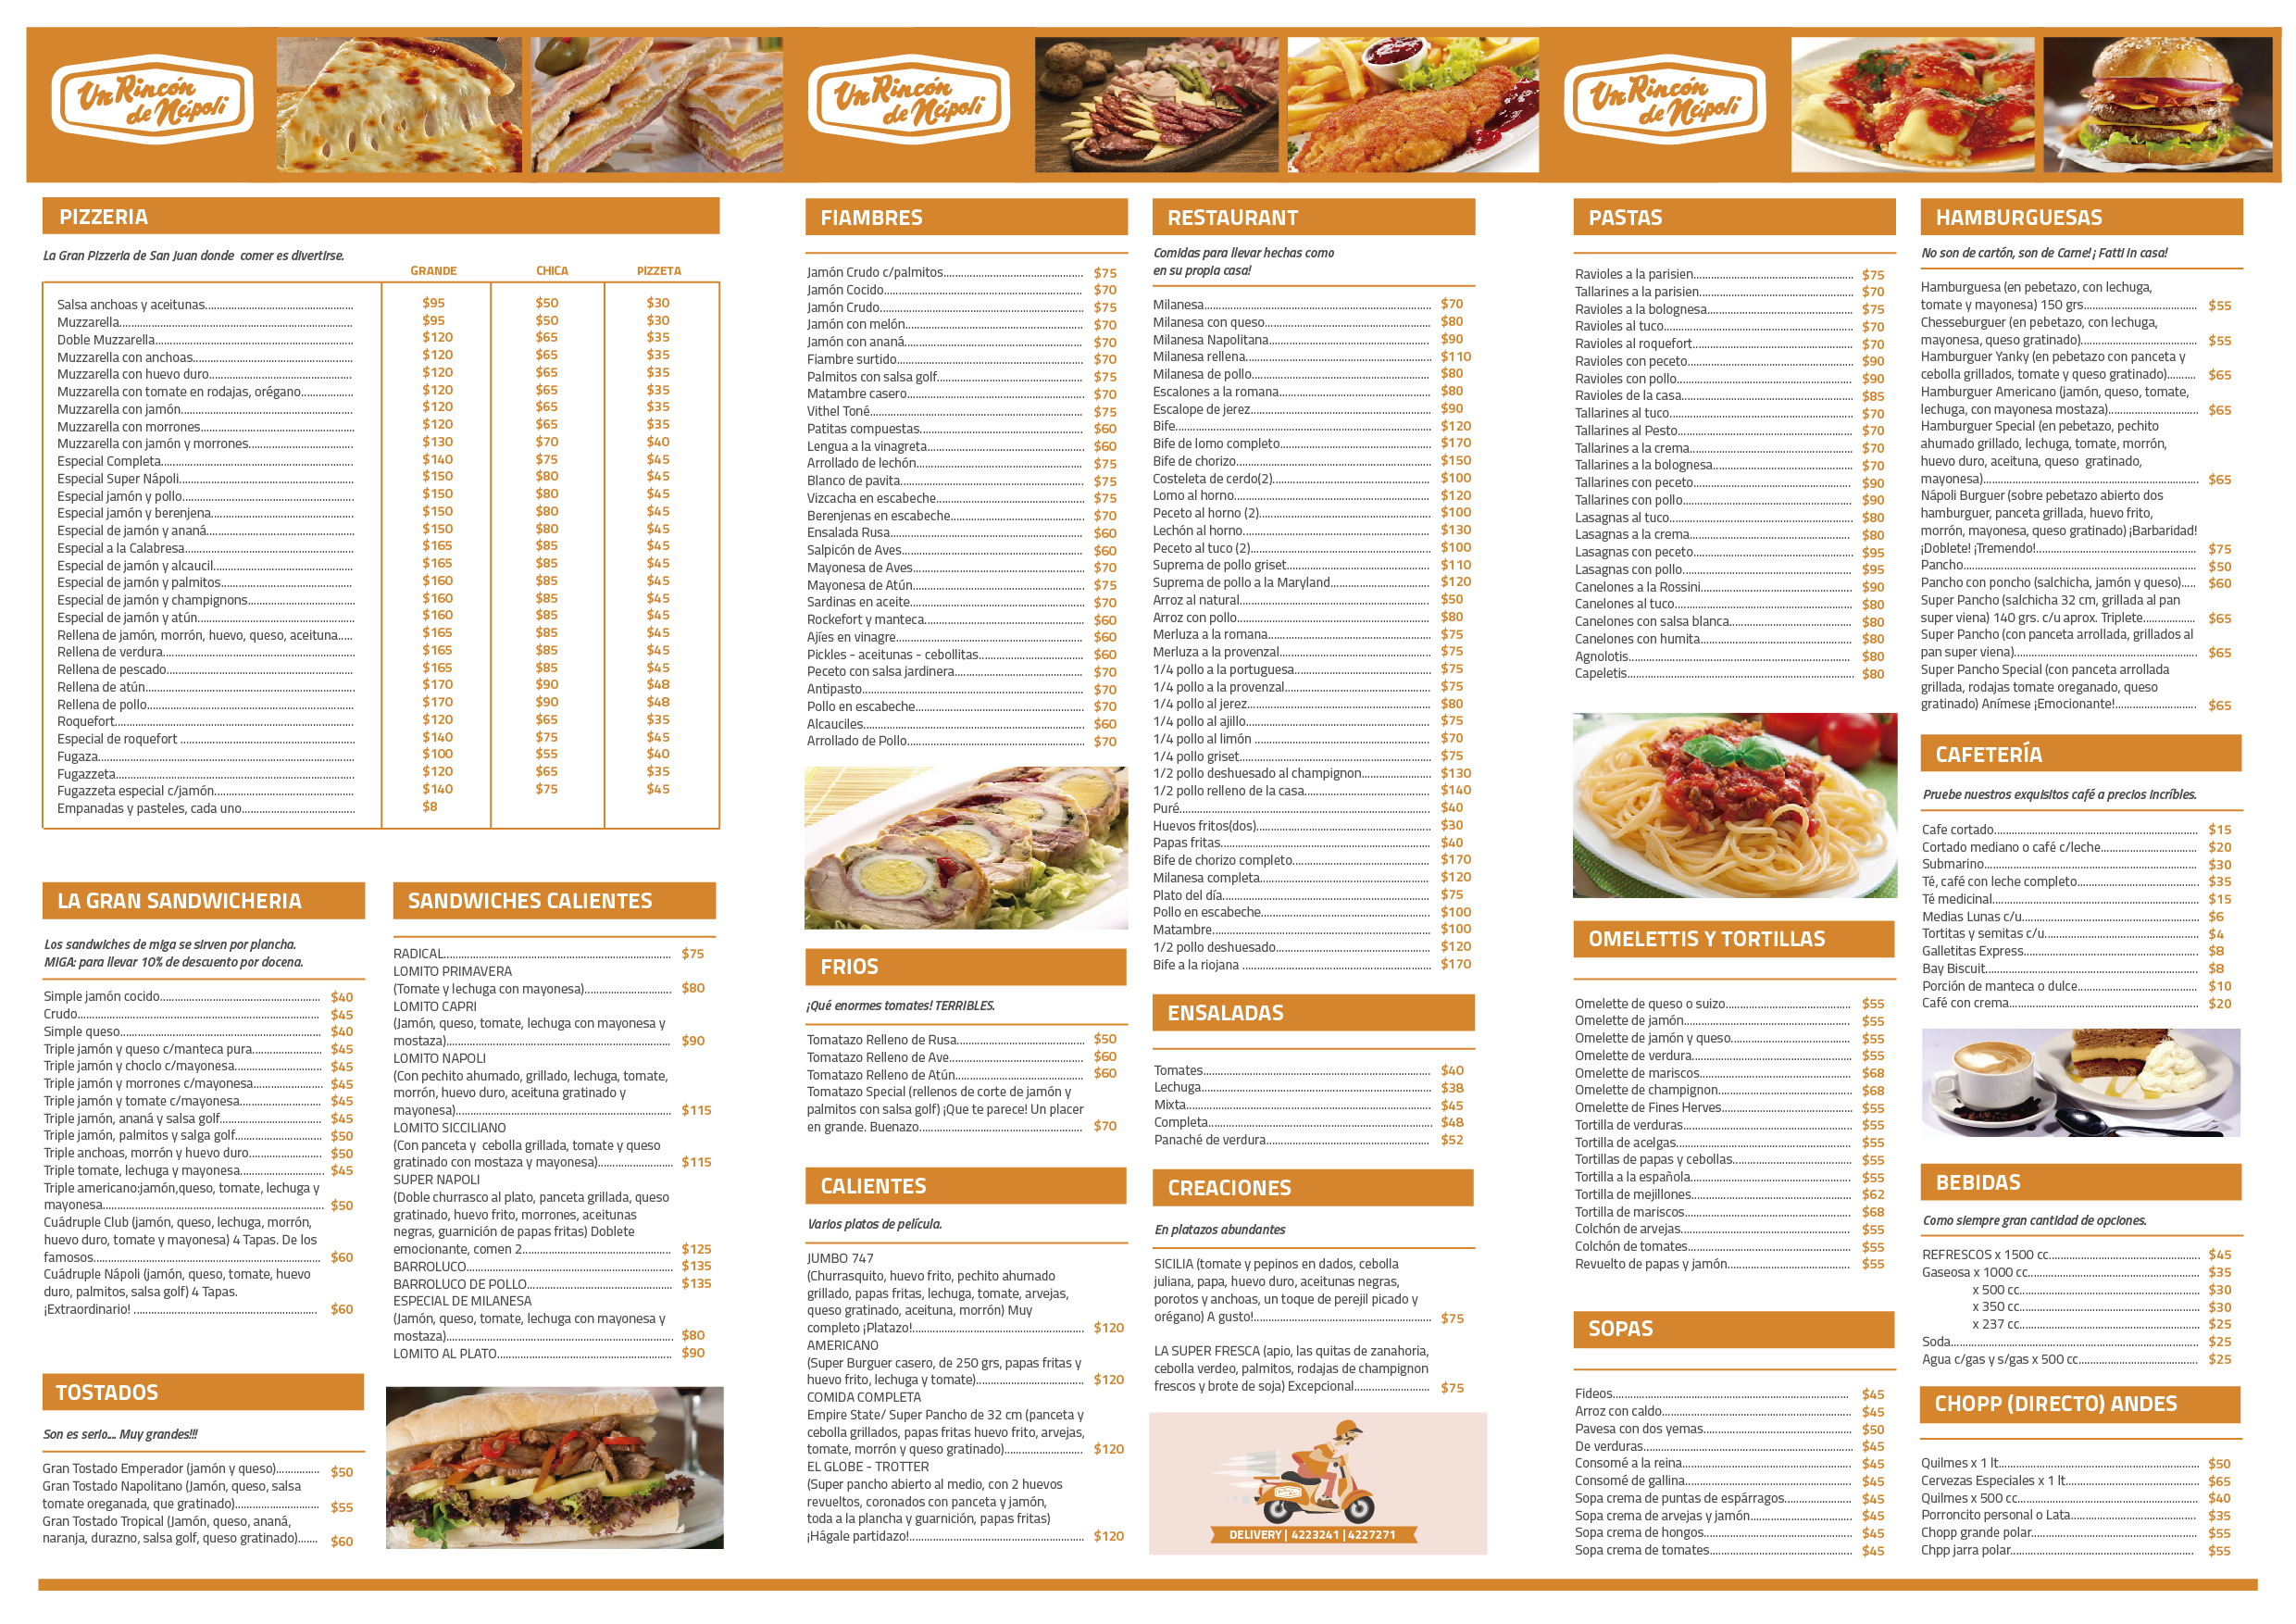 Un Rincón
de Nápoli
Un Rincón
de Nápoli
Un Rincón
de Nápoli
PIZZERIA
La Gran Pizzeria de San Juan donde comer es divertirse.
GRANDE CHICA PIZZETA
Salsa anchoas y aceitunas $95 $50 $30
Muzzarella $95 $50 $30
Doble Muzzarella $120 $65 $35
Muzzarella con anchoas $120 $65 $35
Muzzarella con huevo duro $120 $65 $35
Muzzarella con tomate en rodajas, orégano $120 $65 $35
Muzzarella con jamón $120 $65 $35
Muzzarella con morrones $120 $65 $35
Muzzarella con jamón y morrones $130 $70 $40
Especial Completa $140 $75 $45
Especial Super Nápoli $150 $80 $45
Especial jamón y pollo $150 $80 $45
Especial jamón y berenjena $150 $80 $45
Especial de jamón y ananá $150 $80 $45
Especial a la Calabresa $165 $85 $45
Especial de jamón y alcaucil $165 $85 $45
Especial de jamón y palmitos $160 $85 $45
Especial de jamón y champignons $160 $85 $45
Especial de jamón y atún $160 $85 $45
Rellena de jamón, morrón, huevo, queso, aceituna $165 $85 $45
Rellena de verdura $165 $85 $45
Rellena de pescado $165 $85 $45
Rellena de atún $170 $90 $48
Rellena de pollo $170 $90 $48
Roquefort $120 $65 $35
Especial de roquefort $140 $75 $45
Fugaza $100 $55 $40
Fugazzeta $120 $65 $35
Fugazzeta especial c/jamón $140 $75 $45
Empanadas y pasteles, cada uno $8
LA GRAN SANDWICHERIA
Los sandwiches de miga se sirven por plancha.
MIGA: para llevar 10% de descuento por docena.
Simple jamón cocido $40
Crudo $45
Simple queso $40
Triple jamón y queso c/manteca pura $45
Triple jamón y choclo c/mayonesa $45
Triple jamón y morrones c/mayonesa $45
Triple jamón y tomate c/mayonesa $45
Triple jamón, ananá y salsa golf $45
Triple jamón, palmitos y salga golf $50
Triple anchoas, morrón y huevo duro $50
Triple tomate, lechuga y mayonesa $45
Triple americano:jamón,queso, tomate, lechuga y
mayonesa $50
Cuádruple Club (jamón, queso, lechuga, morrón,
huevo duro, tomate y mayonesa) 4 Tapas. De los
famosos $60
Cuádruple Nápoli (jamón, queso, tomate, huevo
duro, palmitos, salsa golf) 4 Tapas.
¡Extraordinario! $60
TOSTADOS
Son es serio.... Muy grandes!!!
Gran Tostado Emperador (jamón y queso) $50
Gran Tostado Napolitano (Jamón, queso, salsa
tomate oreganada, que gratinado) $55
Gran Tostado Tropical (Jamón, queso, ananá,
naranja, durazno, salsa golf, queso gratinado) $60
SANDWICHES CALIENTES
RADICAL $75
LOMITO PRIMAVERA
(Tomate y lechuga con mayonesa) $80
LOMITO CAPRI
(Jamón, queso, tomate, lechuga con mayonesa y
mostaza) $90
LOMITO NAPOLI
(Con pechito ahumado, grillado, lechuga, tomate,
morrón, huevo duro, aceituna gratinado y
mayonesa) $115
LOMITO SICCILIANO
(Con panceta y cebolla grillada, tomate y queso
gratinado con mostaza y mayonesa) $115
SUPER NAPOLI
(Doble churrasco al plato, panceta grillada, queso
gratinado, huevo frito, morrones, aceitunas
negras, guarnición de papas fritas) Doblete
emocionante, comen 2 $125
BARROLUCO $135
BARROLUCO DE POLLO $135
ESPECIAL DE MILANESA
(Jamón, queso, tomate, lechuga con mayonesa y
mostaza) $80
LOMITO AL PLATO $90
FIAMBRES
Jamón Crudo c/palmitos $75
Jamón Cocido $70
Jamón Crudo $75
Jamón con melón $70
Jamón con ananá $70
Fiambre surtido $70
Palmitos con salsa golf $75
Matambre casero $70
Vithel Toné $75
Patitas compuestas $60
Lengua a la vinagreta $60
Arrollado de lechón $75
Blanco de pavita $75
Vizcacha en escabeche $75
Berenjenas en escabeche $70
Ensalada Rusa $60
Salpicón de Aves $60
Mayonesa de Aves $70
Mayonesa de Atún $75
Sardinas en aceite $70
Rockefort y manteca $60
Ajíes en vinagre $60
Pickles - aceitunas - cebollitas $60
Peceto con salsa jardinera $70
Antipasto $70
Pollo en escabeche $70
Alcauciles $60
Arrollado de Pollo $70
FRIOS
¡Qué enormes tomates! TERRIBLES.
Tomatazo Relleno de Rusa $50
Tomatazo Relleno de Ave $60
Tomatazo Relleno de Atún $60
Tomatazo Special (rellenos de corte de jamón y
palmitos con salsa golf) ¡Que te parece! Un placer
en grande. Buenazo $70
CALIENTES
Varios platos de película.
JUMBO 747
(Churrasquito, huevo frito, pechito ahumado
grillado, papas fritas, lechuga, tomate, arvejas,
queso gratinado, aceituna, morrón) Muy
completo ¡Platazo! $120
AMERICANO
(Super Burguer casero, de 250 grs, papas fritas y
huevo frito, lechuga y tomate) $120
COMIDA COMPLETA
Empire State/ Super Pancho de 32 cm (panceta y
cebolla grillados, papas fritas huevo frito, arvejas,
tomate, morrón y queso gratinado) $120
EL GLOBE - TROTTER
(Super pancho abierto al medio, con 2 huevos
revueltos, coronados con panceta y jamón,
toda a la plancha y guarnición, papas fritas)
¡Hágale partidazo! $120
RESTAURANT
Comidas para llevar hechas como
en su propia casa!
Milanesa $70
Milanesa con queso $80
Milanesa Napolitana $90
Milanesa rellena $110
Milanesa de pollo $80
Escalones a la romana $80
Escalope de jerez $90
Bife $120
Bife de lomo completo $170
Bife de chorizo $150
Costeleta de cerdo(2) $100
Lomo al horno $120
Peceto al horno (2) $100
Lechón al horno $130
Peceto al tuco (2) $100
Suprema de pollo griset $110
Suprema de pollo a la Maryland $120
Arroz al natural $50
Arroz con pollo $80
Merluza a la romana $75
Merluza a la provenzal $75
1/4 pollo a la portuguesa $75
1/4 pollo a la provenzal $75
1/4 pollo al jerez $80
1/4 pollo al ajillo $75
1/4 pollo al limón $70
1/4 pollo griset $75
1/2 pollo deshuesado al champignon $130
1/2 pollo relleno de la casa $140
Puré $40
Huevos fritos(dos) $30
Papas fritas $40
Bife de chorizo completo $170
Milanesa completa $120
Plato del día $75
Pollo en escabeche $100
Matambre $100
1/2 pollo deshuesado $120
Bife a la riojana $170
ENSALADAS
Tomates $40
Lechuga $38
Mixta $45
Completa $48
Panaché de verdura $52
CREACIONES
En platazos abundantes
SICILIA (tomate y pepinos en dados, cebolla
juliana, papa, huevo duro, aceitunas negras,
porotos y anchoas, un toque de perejil picado y
orégano) A gusto! $75
LA SUPER FRESCA (apio, las quitas de zanahoria,
cebolla verdeo, palmitos, rodajas de champignon
frescos y brote de soja) Excepcional $75
DELIVERY | 4223241 | 4227271
PASTAS
Ravioles a la parisien $75
Tallarines a la parisien $70
Ravioles a la bolognesa $75
Ravioles al tuco $70
Ravioles al roquefort $70
Ravioles con peceto $90
Ravioles con pollo $90
Ravioles de la casa $85
Tallarines al tuco $70
Tallarines al Pesto $70
Tallarines a la crema $70
Tallarines a la bolognesa $70
Tallarines con peceto $90
Tallarines con pollo $90
Lasagnas al tuco $80
Lasagnas a la crema $80
Lasagnas con peceto $95
Lasagnas con pollo $95
Canelones a la Rossini $90
Canelones al tuco $80
Canelones con salsa blanca $80
Canelones con humita $80
Agnolotis $80
Capeletis $80
OMELETTIS Y TORTILLAS
Omelette de queso o suizo $55
Omelette de jamón $55
Omelette de jamón y queso $55
Omelette de verdura $55
Omelette de mariscos $68
Omelette de champignon $68
Omelette de Fines Herves $55
Tortilla de verduras $55
Tortilla de acelgas $55
Tortillas de papas y cebollas $55
Tortilla a la española $55
Tortilla de mejillones $62
Tortilla de mariscos $68
Colchón de arvejas $55
Colchón de tomates $55
Revuelto de papas y jamón $55
SOPAS
Fideos $45
Arroz con caldo $45
Pavesa con dos yemas $50
De verduras $45
Consomé a la reina $45
Consomé de gallina $45
Sopa crema de puntas de espárragos $45
Sopa crema de arvejas y jamón $45
Sopa crema de hongos $45
Sopa crema de tomates $45
HAMBURGUESAS
No son de cartón, son de Carne! ¡ Fatti in casa!
Hamburguesa (en pebetazo, con lechuga,
tomate y mayonesa) 150 grs $55
Chesseburguer (en pebetazo, con lechuga,
mayonesa, queso gratinado) $55
Hamburguer Yanky (en pebetazo con panceta y
cebolla grillados, tomate y queso gratinado) $65
Hamburguer Americano (jamón, queso, tomate,
lechuga, con mayonesa mostaza) $65
Hamburguer Special (en pebetazo, pechito
ahumado grillado, lechuga, tomate, morrón,
huevo duro, aceituna, queso gratinado,
mayonesa) $65
Nápoli Burguer (sobre pebetazo abierto dos
hamburguer, panceta grillada, huevo frito,
morrón, mayonesa, queso gratinado) ¡Barbaridad!
¡Doblete! ¡Tremendo! $75
Pancho $50
Pancho con poncho (salchicha, jamón y queso) $60
Super Pancho (salchicha 32 cm, grillada al pan
super viena) 140 grs. c/u aprox. Triplete $65
Super Pancho (con panceta arrollada, grillados al
pan super viena) $65
Super Pancho Special (con panceta arrollada
grillada, rodajas tomate oreganado, queso
gratinado) Anímese ¡Emocionante! $65
CAFETERÍA
Pruebe nuestros exquisitos café a precios incríbles.
Cafe cortado $15
Cortado mediano o café c/leche $20
Submarino $30
Té, café con leche completo $35
Té medicinal $15
Medias Lunas c/u $6
Tortitas y semitas c/u $4
Galletitas Express $8
Bay Biscuit $8
Porción de manteca o dulce $10
Café con crema $20
BEBIDAS
Como siempre gran cantidad de opciones.
REFRESCOS x 1500 cc $45
Gaseosa x 1000 cc $35
x 500 cc $30
x 350 cc $30
x 237 cc $25
Soda $25
Agua c/gas y s/gas x 500 cc $25
CHOPP (DIRECTO) ANDES
Quilmes x 1 lt $50
Cervezas Especiales x 1 lt $65
Quilmes x 500 cc $40
Porroncito personal o Lata $35
Chopp grande polar $55
Chpp jarra polar $55